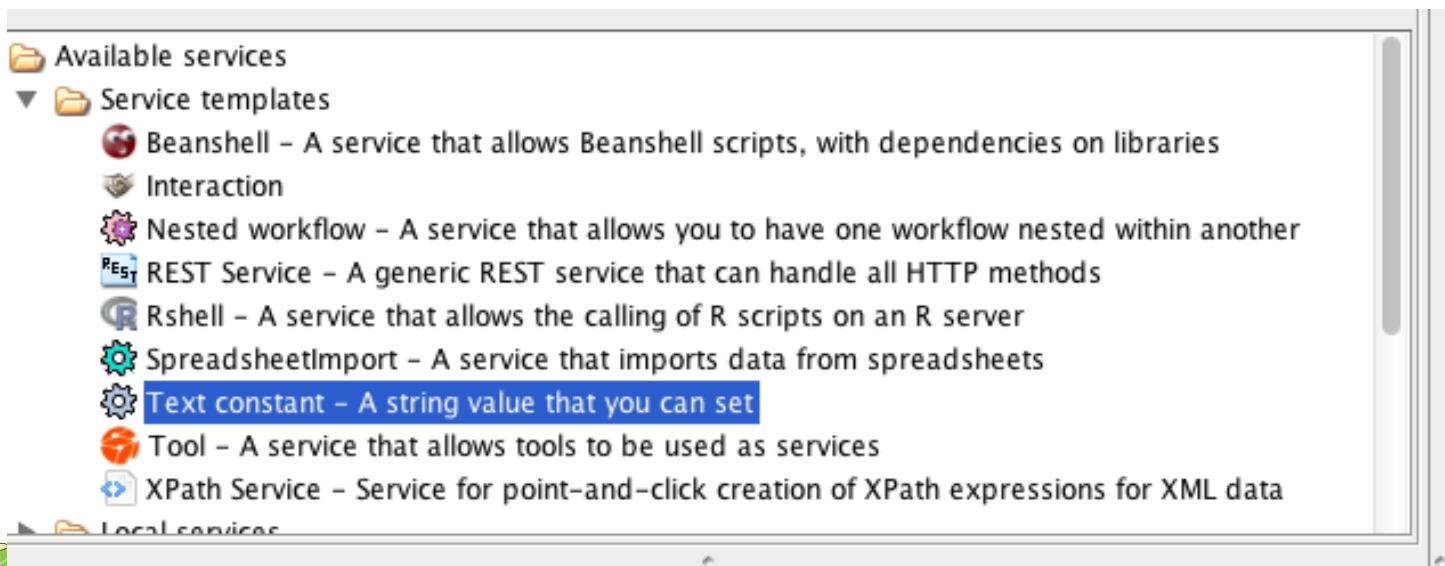 Available services
Service templates
Beanshell – A service that allows Beanshell scripts, with dependencies on libraries
Interaction
Nested workflow – A service that allows you to have one workflow nested within another
REST REST Service – A generic REST service that can handle all HTTP methods
R Rshell – A service that allows the calling of R scripts on an R server
SpreadsheetImport – A service that imports data from spreadsheets
Text constant – A string value that you can set
Tool – A service that allows tools to be used as services
XPath Service – Service for point-and-click creation of XPath expressions for XML data
Local services